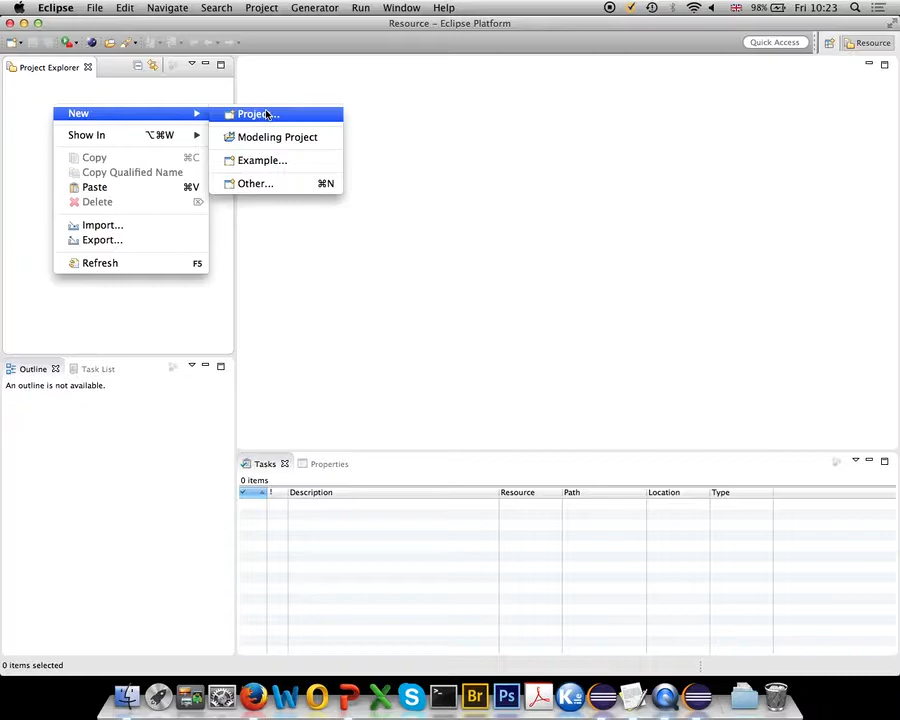 Eclipse File Edit Navigate Search Project Generator Run Window Help 98% Fri 10:23
Resource – Eclipse Platform
Quick Access Resource
Project Explorer
New
Project...
Modeling Project
Example...
Other... ⌘N
Show In ⌥⌘W
Copy ⌘C
Copy Qualified Name
Paste ⌘V
Delete
Import...
Export...
Refresh F5
Outline Task List
An outline is not available.
Tasks Properties
0 items
! Description Resource Path Location Type
0 items selected
W O P X S Br Ps K